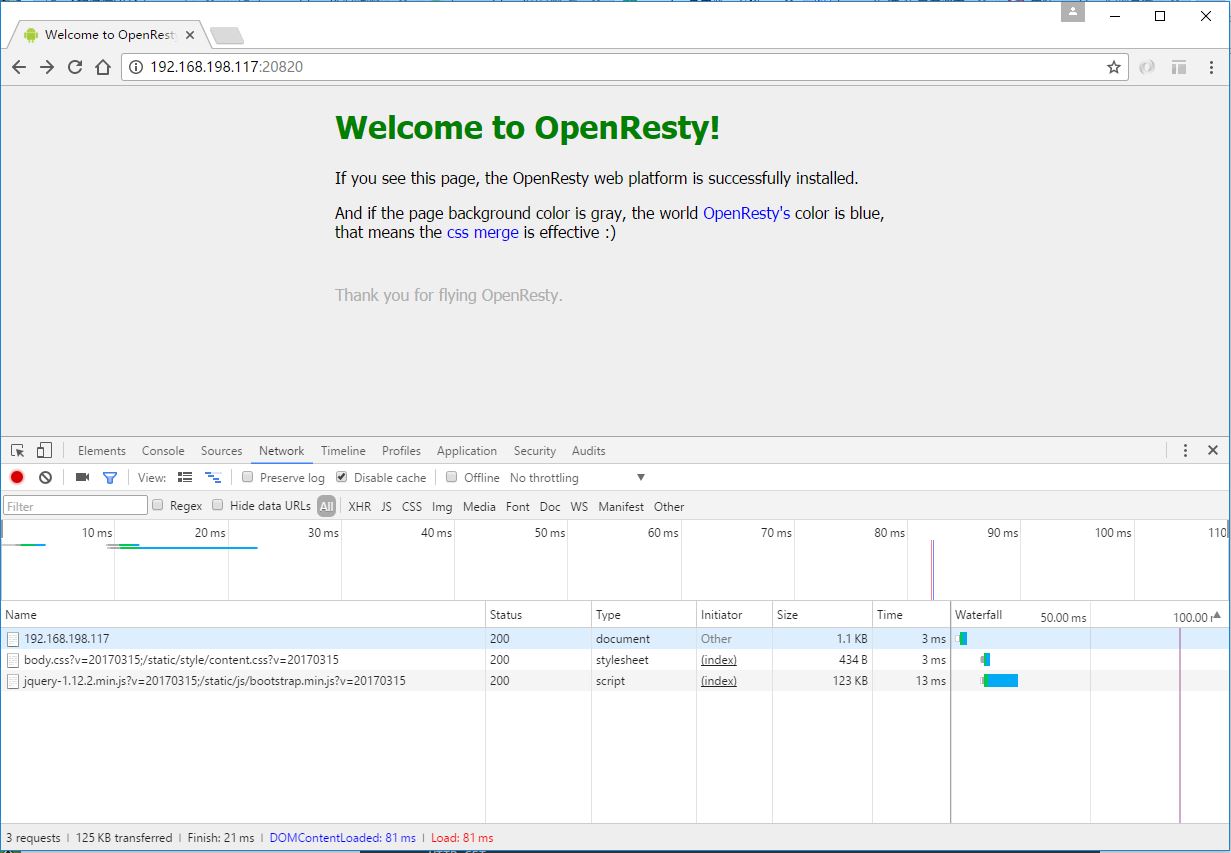 Welcome to OpenRest
192.168.198.117:20820
Welcome to OpenResty!
If you see this page, the OpenResty web platform is successfully installed.
And if the page background color is gray, the world OpenResty's color is blue,
that means the css merge is effective :)
Thank you for flying OpenResty.
Elements Console Sources Network Timeline Profiles Application Security Audits
View: Preserve log Disable cache Offline No throttling
Filter Regex Hide data URLs All XHR JS CSS Img Media Font Doc WS Manifest Other
10 ms 20 ms 30 ms 40 ms 50 ms 60 ms 70 ms 80 ms 90 ms 100 ms 110
Name Status Type Initiator Size Time Waterfall 50.00 ms 100.00
192.168.198.117 200 document Other 1.1 KB 3 ms
body.css?v=20170315;/static/style/content.css?v=20170315 200 stylesheet (index) 434 B 3 ms
jquery-1.12.2.min.js?v=20170315;/static/js/bootstrap.min.js?v=20170315 200 script (index) 123 KB 13 ms
3 requests | 125 KB transferred | Finish: 21 ms | DOMContentLoaded: 81 ms | Load: 81 ms